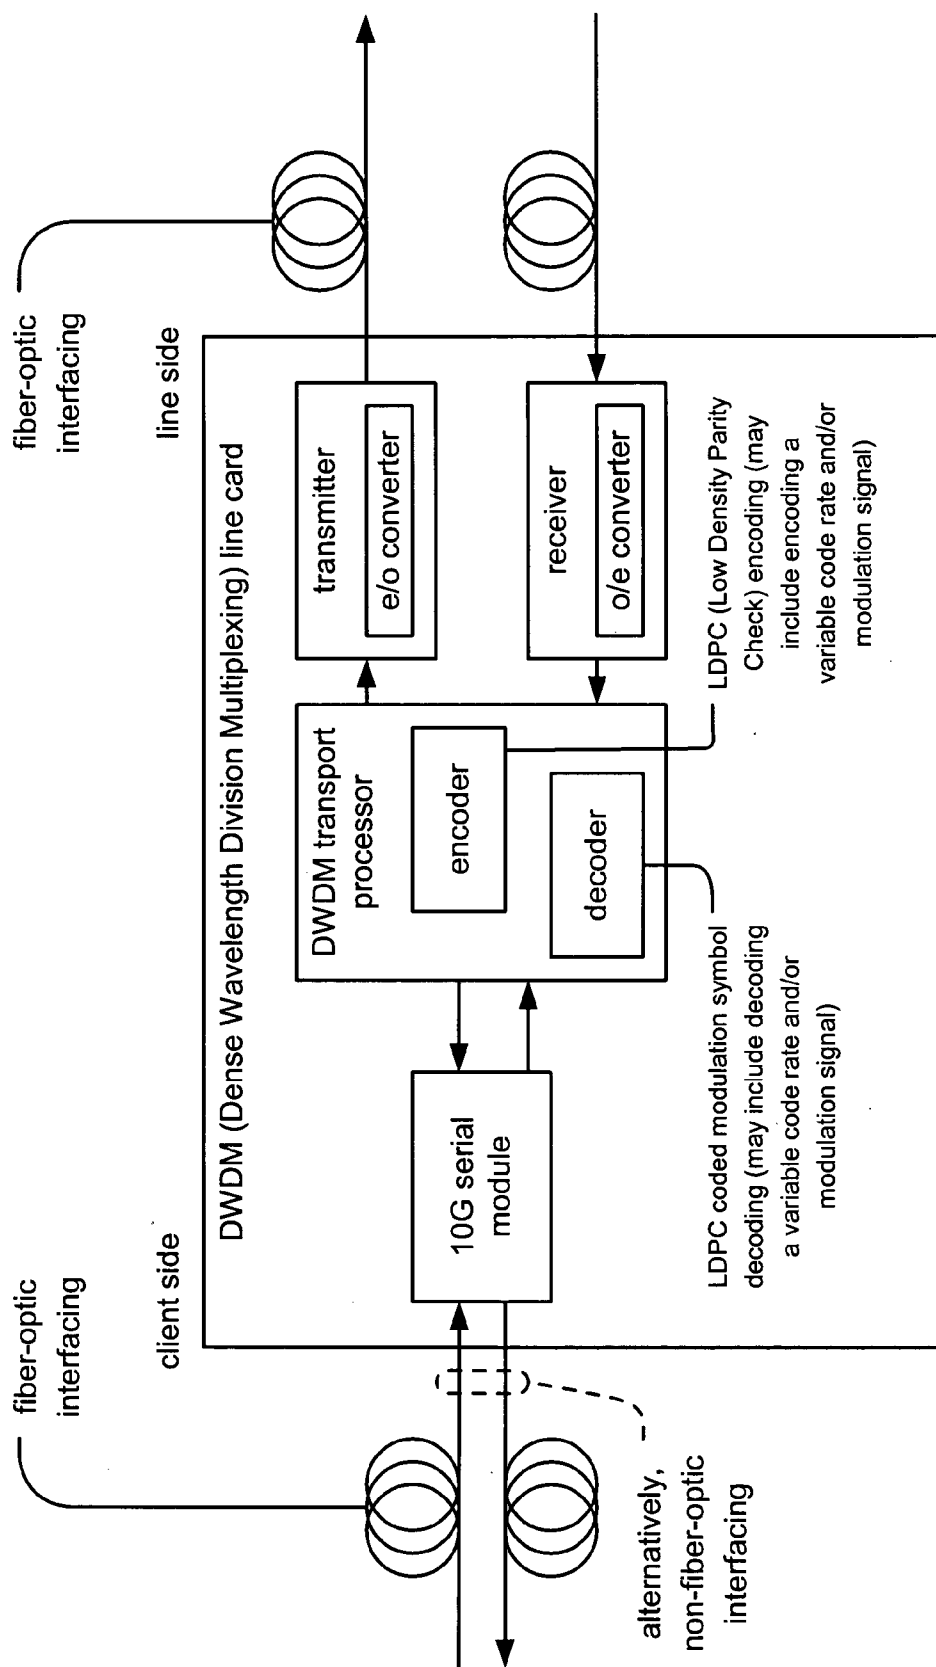 fiber-optic
interfacing
client side
fiber-optic
interfacing
line side
DWDM (Dense Wavelength Division Multiplexing) line card
10G serial
module
DWDM transport
processor
encoder
decoder
transmitter
e/o converter
receiver
o/e converter
alternatively,
non-fiber-optic
interfacing
LDPC coded modulation symbol
decoding (may include decoding
a variable code rate and/or
modulation signal)
LDPC (Low Density Parity
Check) encoding (may
include encoding a
variable code rate and/or
modulation signal)